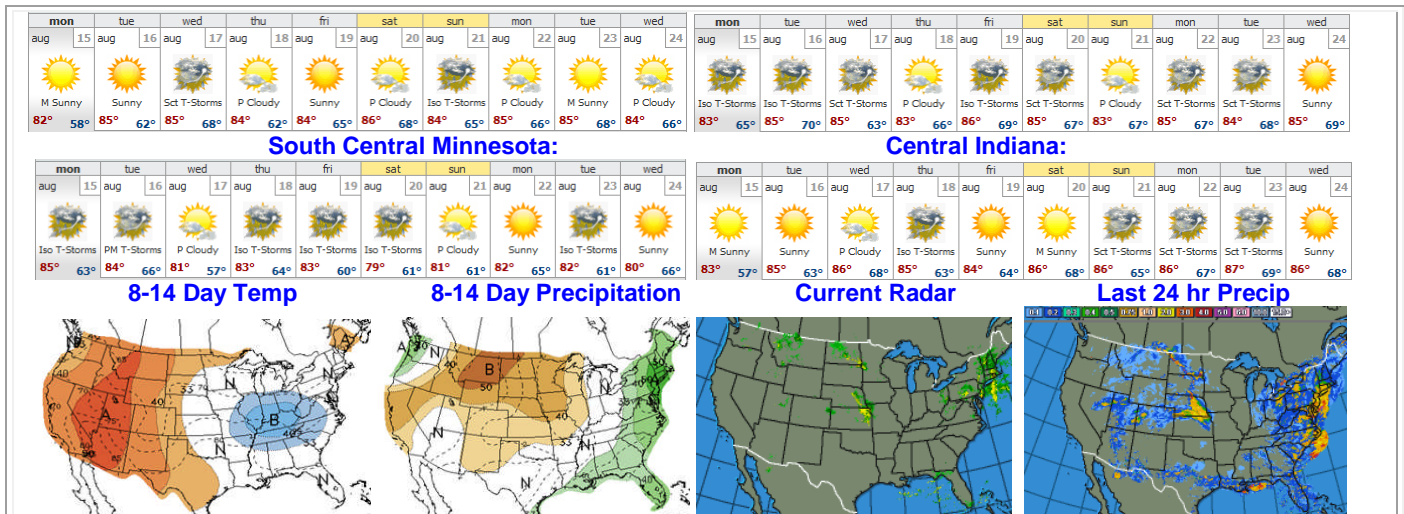 mon tue wed thu fri sat sun mon tue wed
aug 15 aug 16 aug 17 aug 18 aug 19 aug 20 aug 21 aug 22 aug 23 aug 24
M Sunny Sunny Sct T-Storms P Cloudy Sunny P Cloudy Iso T-Storms P Cloudy M Sunny P Cloudy
82° 58° 85° 62° 85° 68° 84° 62° 84° 65° 86° 68° 84° 65° 85° 66° 85° 68° 84° 66°
mon tue wed thu fri sat sun mon tue wed
aug 15 aug 16 aug 17 aug 18 aug 19 aug 20 aug 21 aug 22 aug 23 aug 24
Iso T-Storms Iso T-Storms Sct T-Storms P Cloudy Iso T-Storms Sct T-Storms P Cloudy Sct T-Storms Sct T-Storms Sunny
83° 65° 85° 70° 85° 63° 83° 66° 86° 69° 85° 67° 83° 67° 85° 67° 84° 68° 85° 69°
South Central Minnesota:
Central Indiana:
mon tue wed thu fri sat sun mon tue wed
aug 15 aug 16 aug 17 aug 18 aug 19 aug 20 aug 21 aug 22 aug 23 aug 24
Iso T-Storms PM T-Storms P Cloudy Iso T-Storms Iso T-Storms Iso T-Storms P Cloudy Sunny Iso T-Storms Sunny
85° 63° 84° 66° 81° 57° 83° 64° 83° 60° 79° 61° 81° 61° 82° 65° 82° 61° 80° 66°
mon tue wed thu fri sat sun mon tue wed
aug 15 aug 16 aug 17 aug 18 aug 19 aug 20 aug 21 aug 22 aug 23 aug 24
M Sunny Sunny P Cloudy Iso T-Storms Sunny M Sunny Sct T-Storms Sct T-Storms Sct T-Storms Sunny
83° 57° 85° 63° 86° 68° 85° 63° 84° 64° 86° 68° 86° 65° 86° 67° 87° 69° 86° 68°
8-14 Day Temp
8-14 Day Precipitation
Current Radar
Last 24 hr Precip
A
N
33
N
40
A
B
N
A
N
N
B
50
40
N
33
N
N